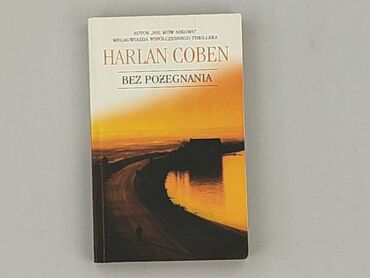 AUTOR „NIE MÓW NIKOMU"
MEGAGWIAZDA WSPÓŁCZESNEGO THRILLERA
HARLAN COBEN
BEZ POŻEGNANIA